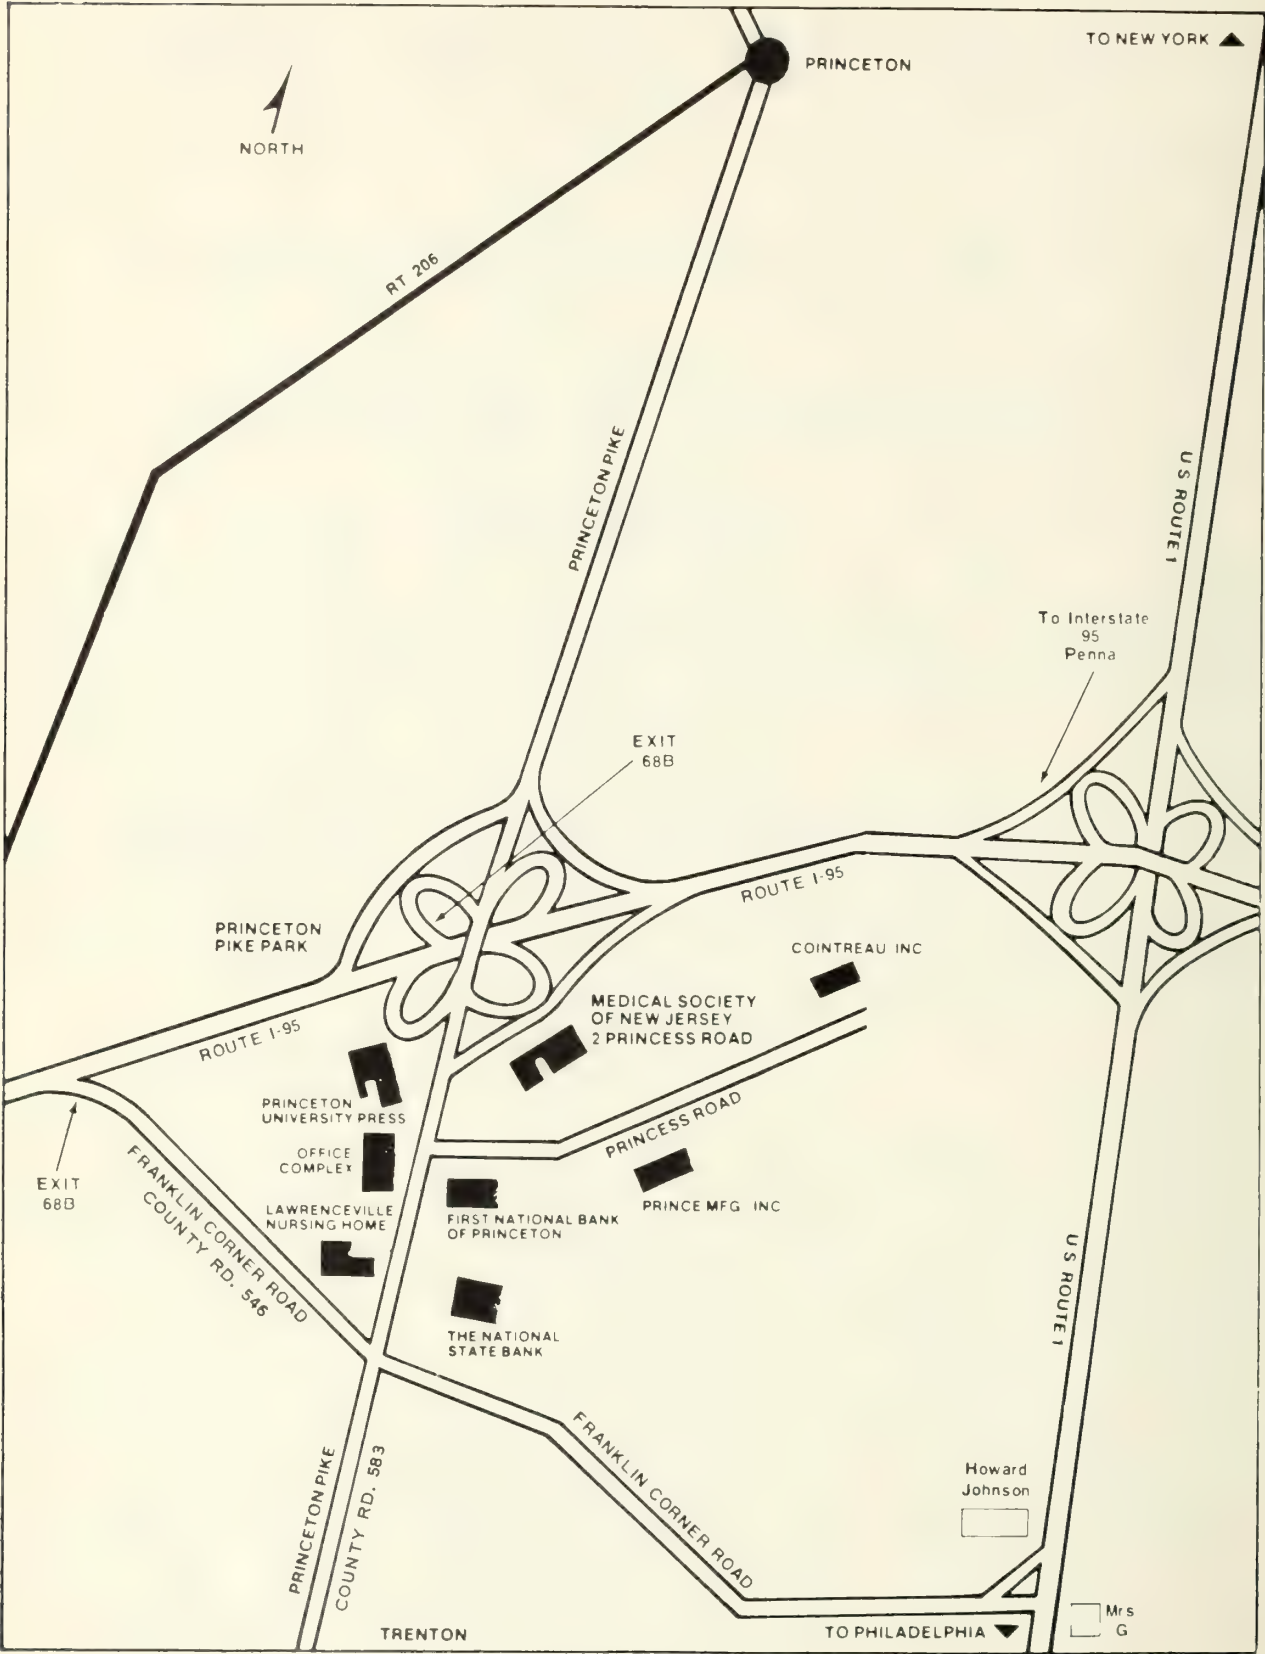 TO NEW YORK
PRINCETON
NORTH
RT 206
PRINCETON PIKE
US ROUTE 1
To Interstate
95
Penna
EXIT
68B
ROUTE I-95
PRINCETON
PIKE PARK
COINTREAU INC
MEDICAL SOCIETY
OF NEW JERSEY
2 PRINCESS ROAD
ROUTE I-95
PRINCETON
UNIVERSITY PRESS
PRINCESS ROAD
OFFICE
COMPLEX
EXIT
68B
FRANKLIN CORNER ROAD
COUNTY RD. 546
LAWRENCEVILLE
NURSING HOME
FIRST NATIONAL BANK
OF PRINCETON
PRINCE MFG INC
US ROUTE 1
THE NATIONAL
STATE BANK
PRINCETON PIKE
COUNTY RD. 583
FRANKLIN CORNER ROAD
Howard
Johnson
TRENTON
TO PHILADELPHIA
Mrs
G